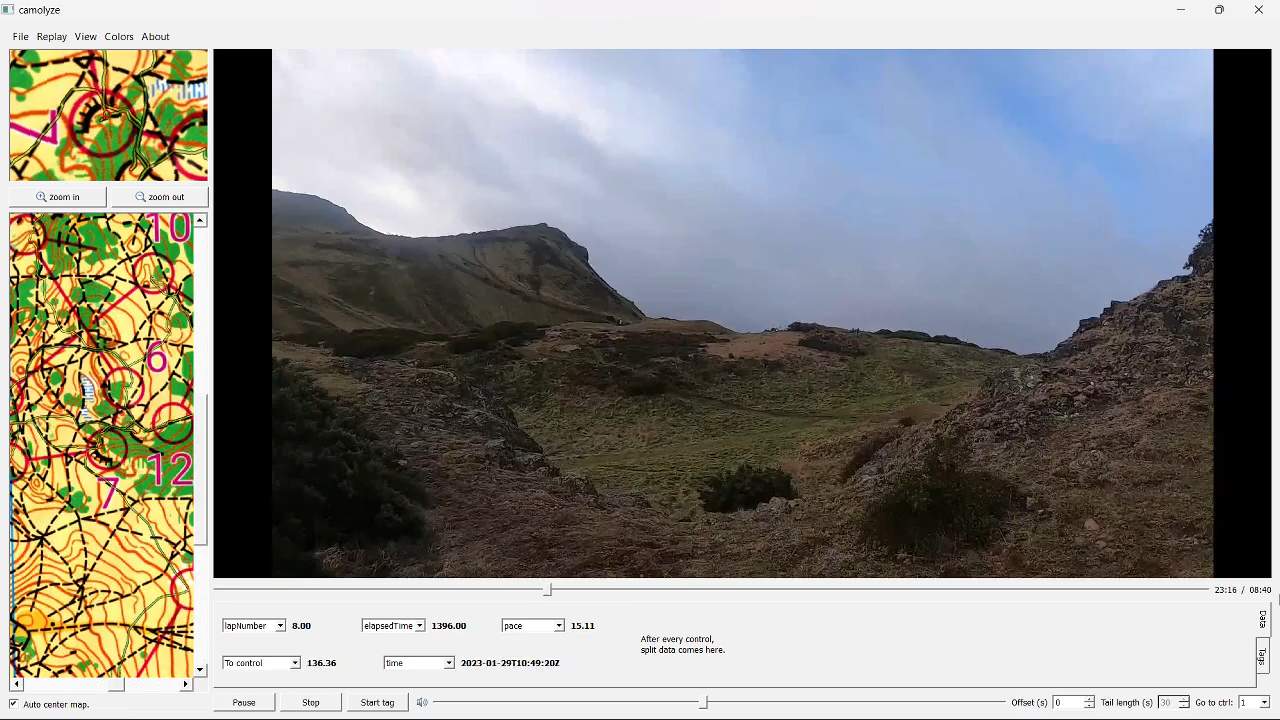 camolyze
File Replay View Colors About
zoom in zoom out
10
6
12
7
23:16 / 08:40
lapNumber 8.00 elapsedTime 1396.00 pace 15.11
After every control,
split data comes here.
To control 136.36 time 2023-01-29T10:49:20Z
Data
Tags
Auto center map.
Pause Stop Start tag Offset (s) 0 Tail length (s) 30 Go to ctrl: 1